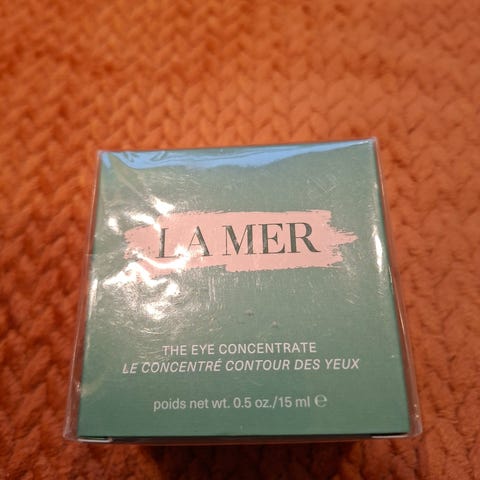 LA MER
THE EYE CONCENTRATE
LE CONCENTRÉ CONTOUR DES YEUX
poids net wt. 0.5 oz./15 ml ℮